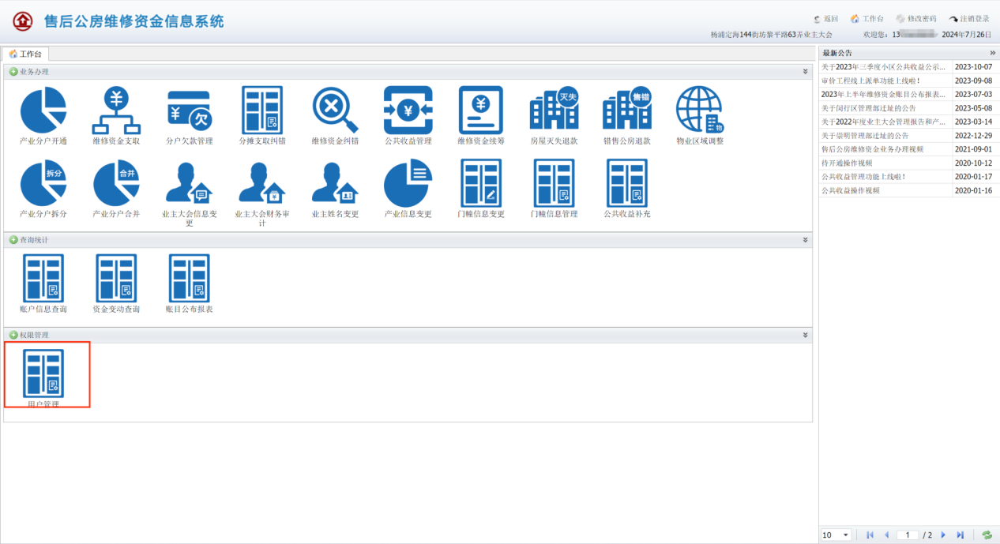 售后公房维修资金信息系统
返回 工作台 修改密码 注销登录
杨浦定海144街坊黎平路63弄业主大会 欢迎您: 13 2024年7月26日
工作台
业务办理
¥ ¥ 欠 ¥ ¥ 灭失 售错 物
产业分户开通 维修资金支取 分户欠款管理 分摊支取纠错 维修资金纠错 公共收益管理 维修资金续筹 房屋灭失退款 错售公房退款 物业区域调整
拆分 合并 ¥
产业分户拆分 产业分户合并 业主大会信息变 业主大会财务审 业主姓名变更 产业信息变更 门幢信息变更 门幢信息管理 公共收益补充
更 计
查询统计
账户信息查询 资金变动查询 账目公布报表
权限管理
用户管理
最新公告
关于2023年三季度小区公共收益公示... 2023-10-07
审价工程线上派单功能上线啦! 2023-09-08
2023年上半年维修资金账目公布报表... 2023-07-03
关于闵行区管理部迁址的公告 2023-05-08
关于2022年度业主大会管理报告和产... 2023-03-14
关于崇明管理部迁址的公告 2022-12-29
售后公房维修资金业务办理视频 2021-09-01
待开通操作视频 2020-10-12
公共收益管理功能上线啦! 2020-01-17
公共收益操作视频 2020-01-16
10 1 / 2